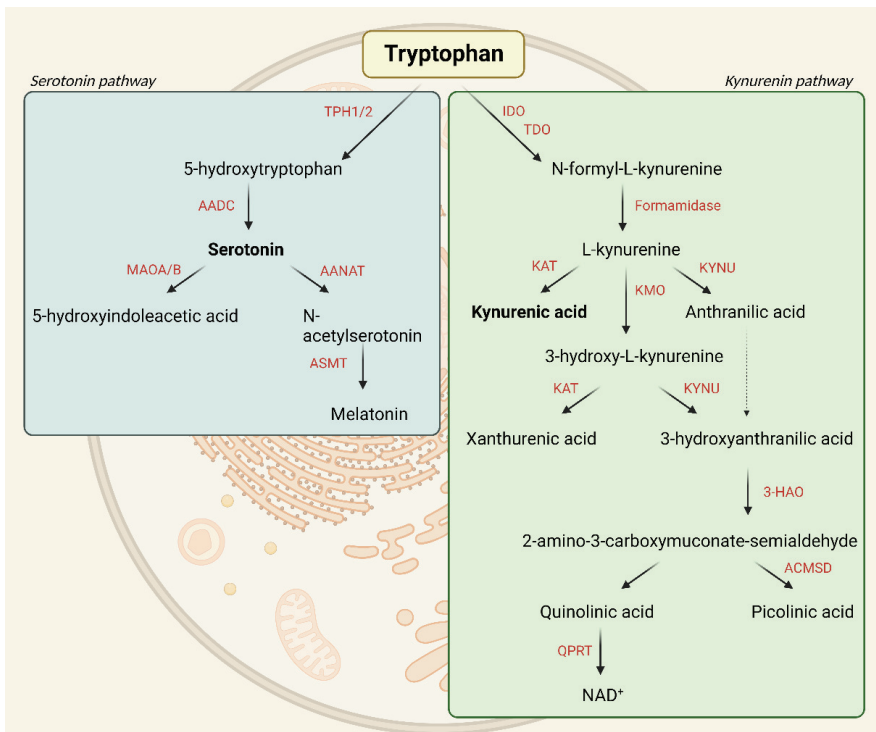 Tryptophan
Serotonin pathway
Kynurenin pathway
TPH1/2
5-hydroxytryptophan
AADC
Serotonin
MAOA/B
AANAT
5-hydroxyindoleacetic acid
N-
acetylserotonin
ASMT
Melatonin
IDO
TDO
N-formyl-L-kynurenine
Formamidase
L-kynurenine
KAT
KYNU
KMO
Kynurenic acid
Anthranilic acid
3-hydroxy-L-kynurenine
KAT
KYNU
Xanthurenic acid
3-hydroxyanthranilic acid
3-HAO
2-amino-3-carboxymuconate-semialdehyde
ACMSD
Quinolinic acid
Picolinic acid
QPRT
NAD⁺